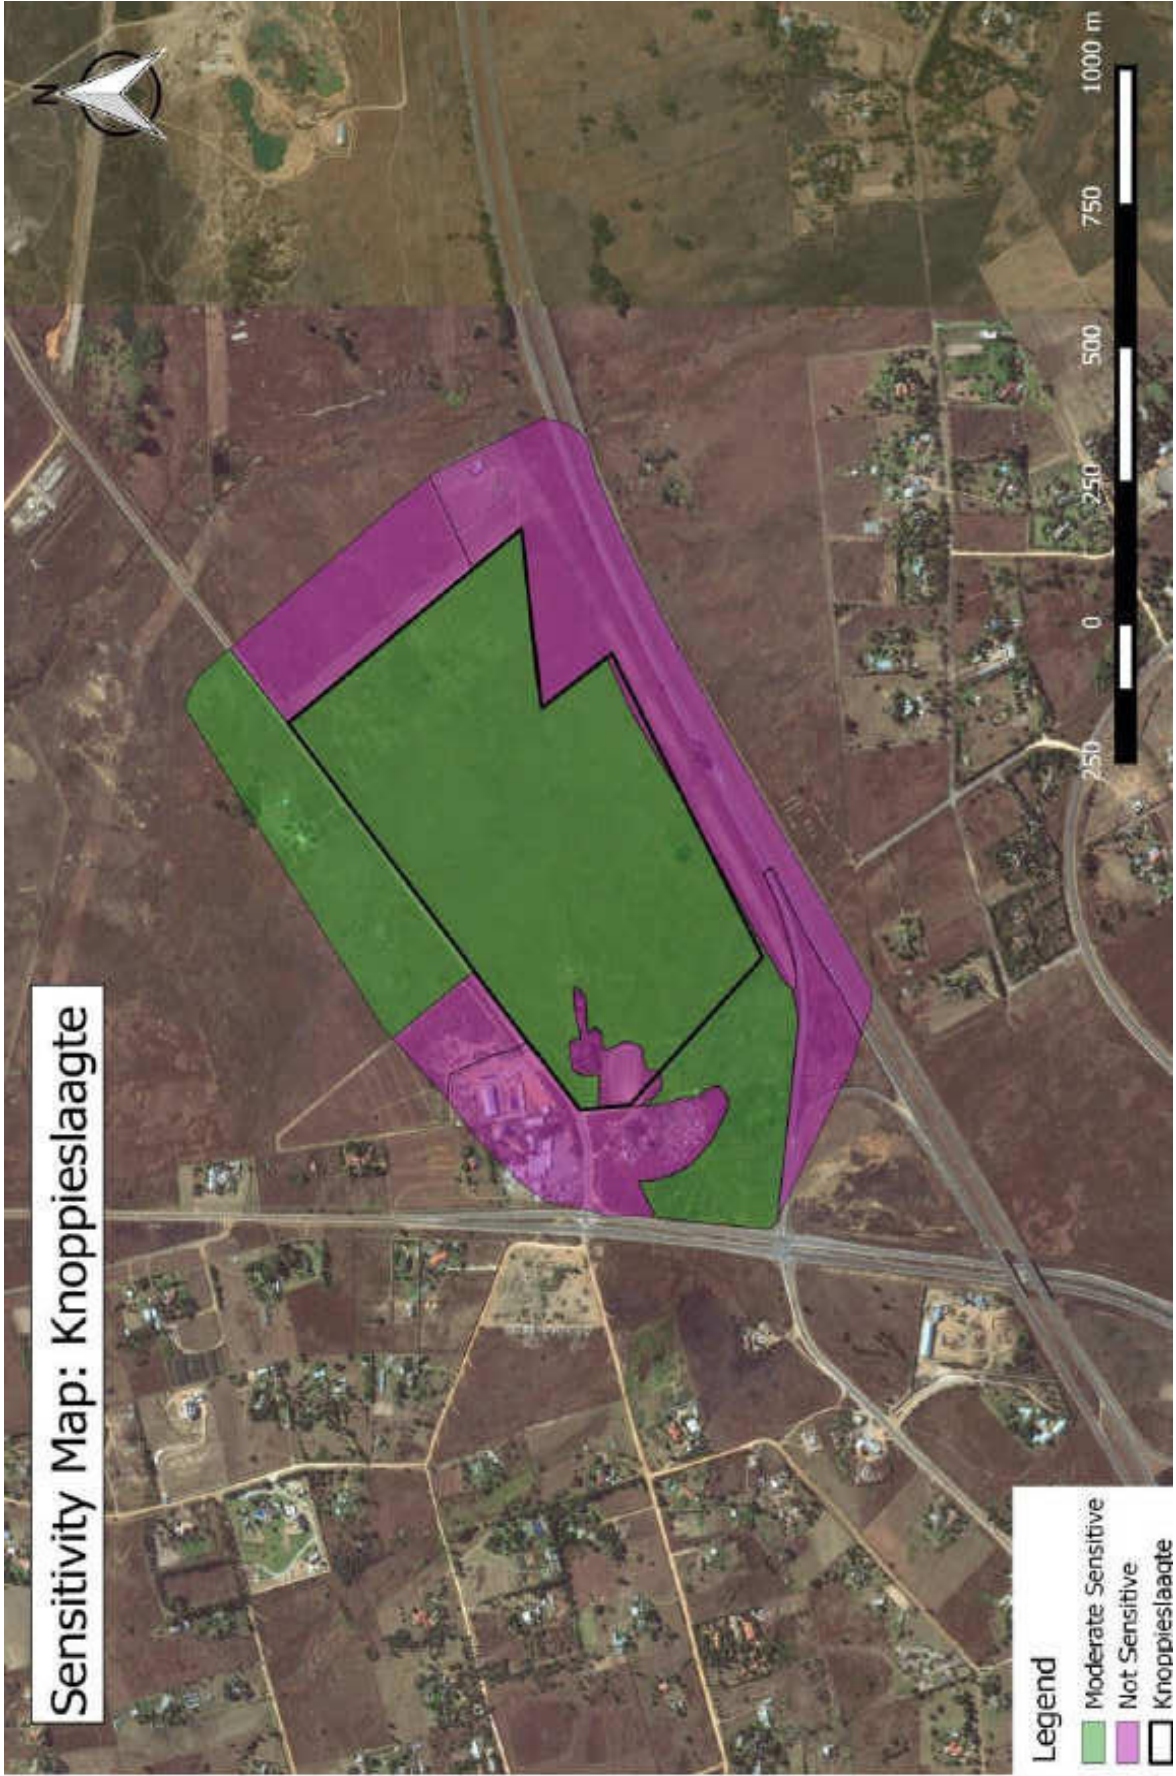 Sensitivity Map: Knoppieslaagte
N
250 0 250 500 750 1000 m
Legend
Moderate Sensitive
Not Sensitive
Knoppieslaagte